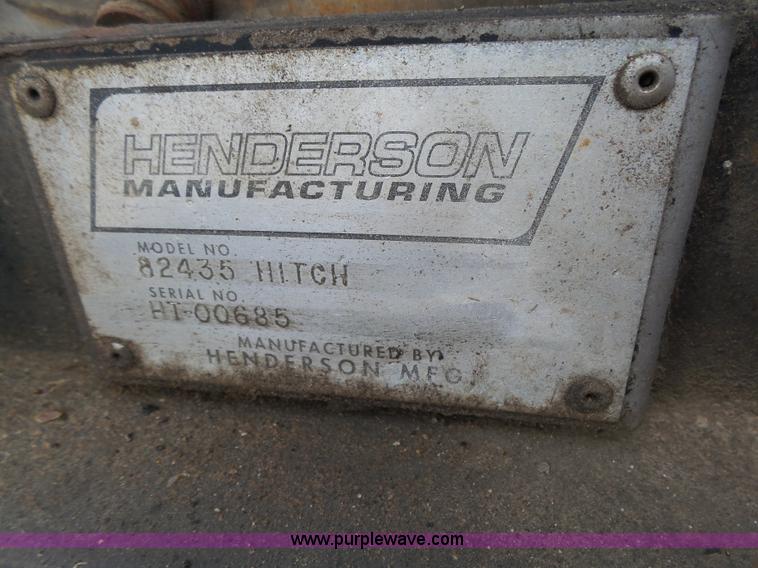 HENDERSON
MANUFACTURING
MODEL NO.
82435 HITCH
SERIAL NO.
HT-00685
MANUFACTURED BY
HENDERSON MFG.
www.purplewave.com